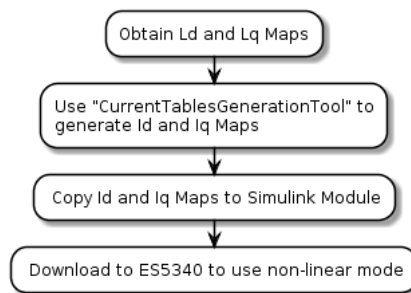 Obtain Ld and Lq Maps
Use "CurrentTablesGenerationTool" to
generate Id and Iq Maps
Copy Id and Iq Maps to Simulink Module
Download to ES5340 to use non-linear mode